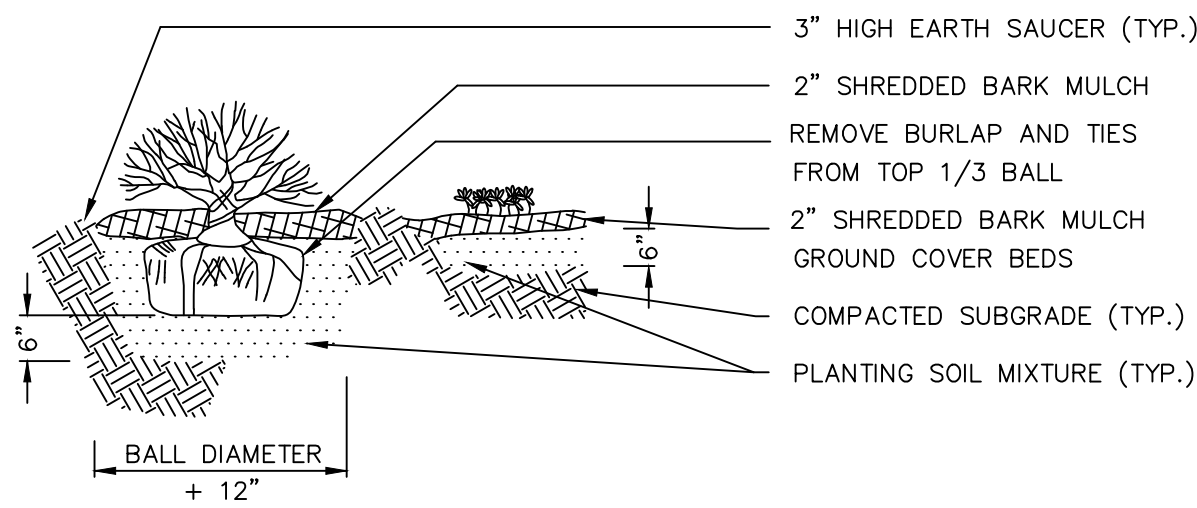 3” HIGH EARTH SAUCER (TYP.)
2” SHREDDED BARK MULCH
REMOVE BURLAP AND TIES
FROM TOP 1/3 BALL
2” SHREDDED BARK MULCH
GROUND COVER BEDS
COMPACTED SUBGRADE (TYP.)
PLANTING SOIL MIXTURE (TYP.)
6”
6”
BALL DIAMETER
+ 12”